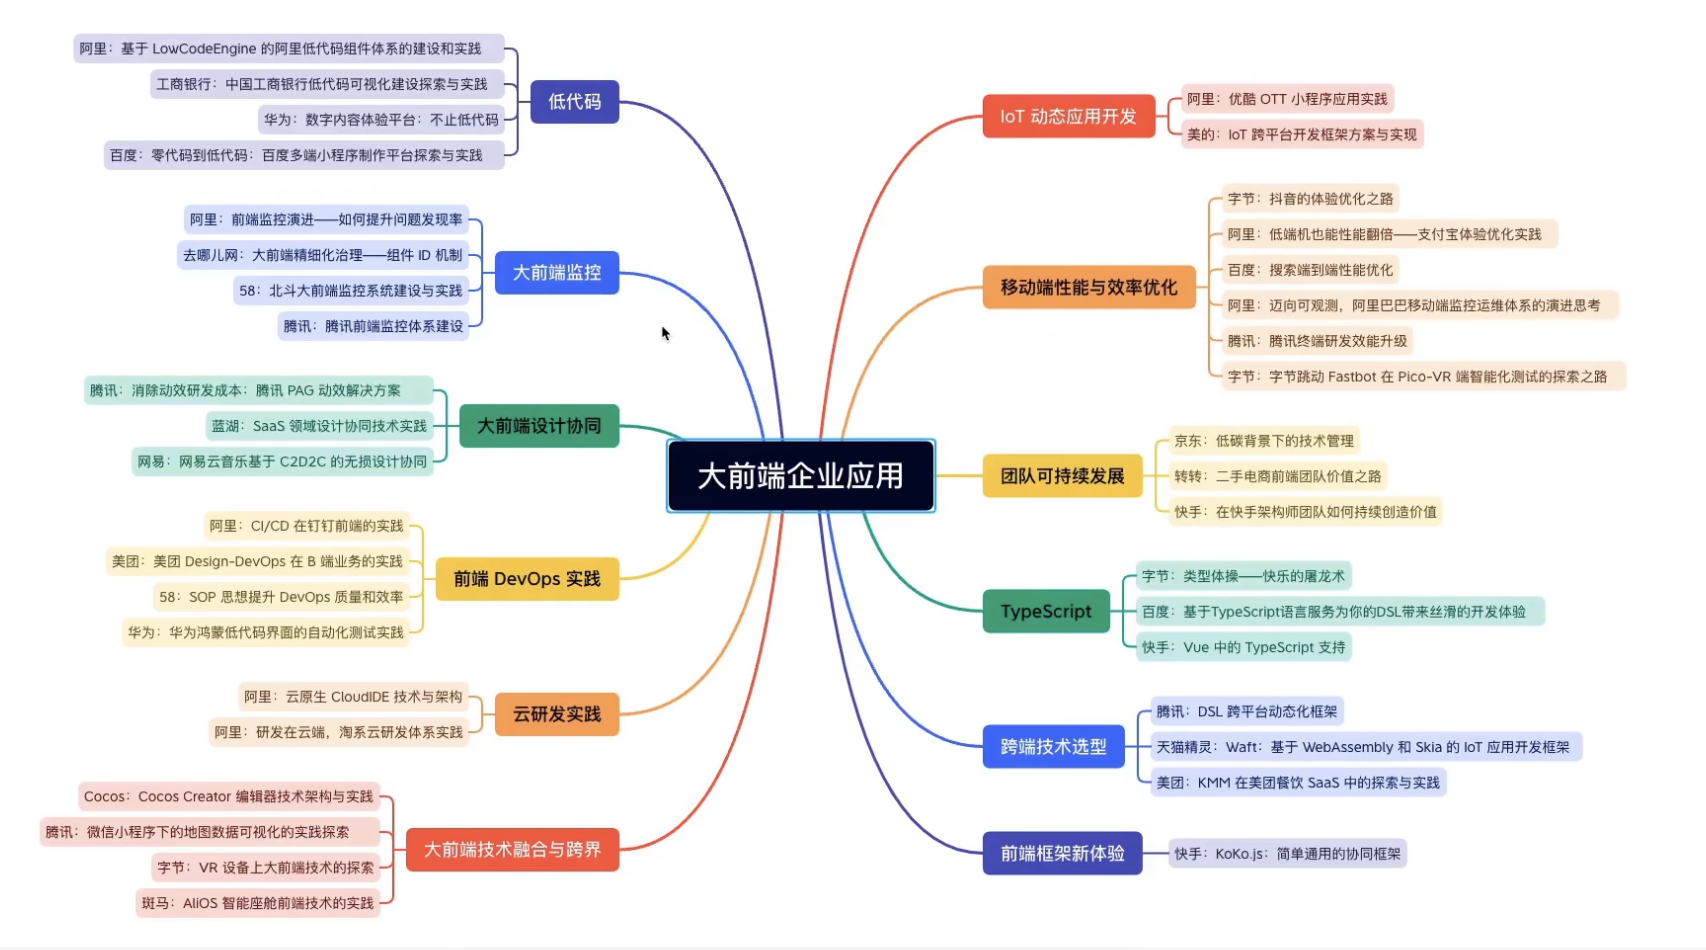 大前端企业应用
低代码
阿里：基于 LowCodeEngine 的阿里低代码组件体系的建设和实践
工商银行：中国工商银行低代码可视化建设探索与实践
华为：数字内容体验平台：不止低代码
百度：零代码到低代码：百度多端小程序制作平台探索与实践
大前端监控
阿里：前端监控演进——如何提升问题发现率
去哪儿网：大前端精细化治理——组件 ID 机制
58：北斗大前端监控系统建设与实践
腾讯：腾讯前端监控体系建设
大前端设计协同
腾讯：消除动效研发成本：腾讯 PAG 动效解决方案
蓝湖：SaaS 领域设计协同技术实践
网易：网易云音乐基于 C2D2C 的无损设计协同
前端 DevOps 实践
阿里：CI/CD 在钉钉前端的实践
美团：美团 Design-DevOps 在 B 端业务的实践
58：SOP 思想提升 DevOps 质量和效率
华为：华为鸿蒙低代码界面的自动化测试实践
云研发实践
阿里：云原生 CloudIDE 技术与架构
阿里：研发在云端，淘系云研发体系实践
大前端技术融合与跨界
Cocos：Cocos Creator 编辑器技术架构与实践
腾讯：微信小程序下的地图数据可视化的实践探索
字节：VR 设备上大前端技术的探索
斑马：AliOS 智能座舱前端技术的实践
IoT 动态应用开发
阿里：优酷 OTT 小程序应用实践
美的：IoT 跨平台开发框架方案与实现
移动端性能与效率优化
字节：抖音的体验优化之路
阿里：低端机也能性能翻倍——支付宝体验优化实践
百度：搜索端到端性能优化
阿里：迈向可观测，阿里巴巴移动端监控运维体系的演进思考
腾讯：腾讯终端研发效能升级
字节：字节跳动 Fastbot 在 Pico-VR 端智能化测试的探索之路
团队可持续发展
京东：低碳背景下的技术管理
转转：二手电商前端团队价值之路
快手：在快手架构师团队如何持续创造价值
TypeScript
字节：类型体操——快乐的屠龙术
百度：基于TypeScript语言服务为你的DSL带来丝滑的开发体验
快手：Vue 中的 TypeScript 支持
跨端技术选型
腾讯：DSL 跨平台动态化框架
天猫精灵：Waft：基于 WebAssembly 和 Skia 的 IoT 应用开发框架
美团：KMM 在美团餐饮 SaaS 中的探索与实践
前端框架新体验
快手：KoKo.js：简单通用的协同框架